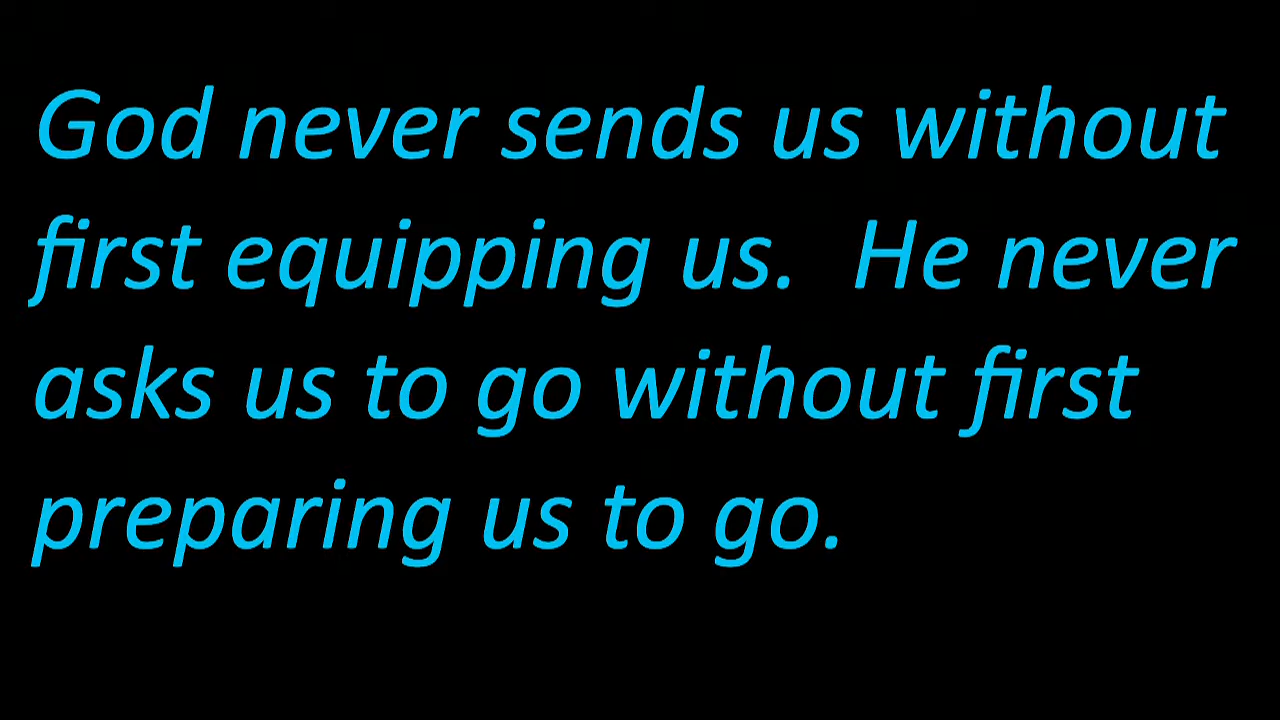 God never sends us without
first equipping us.  He never
asks us to go without first
preparing us to go.